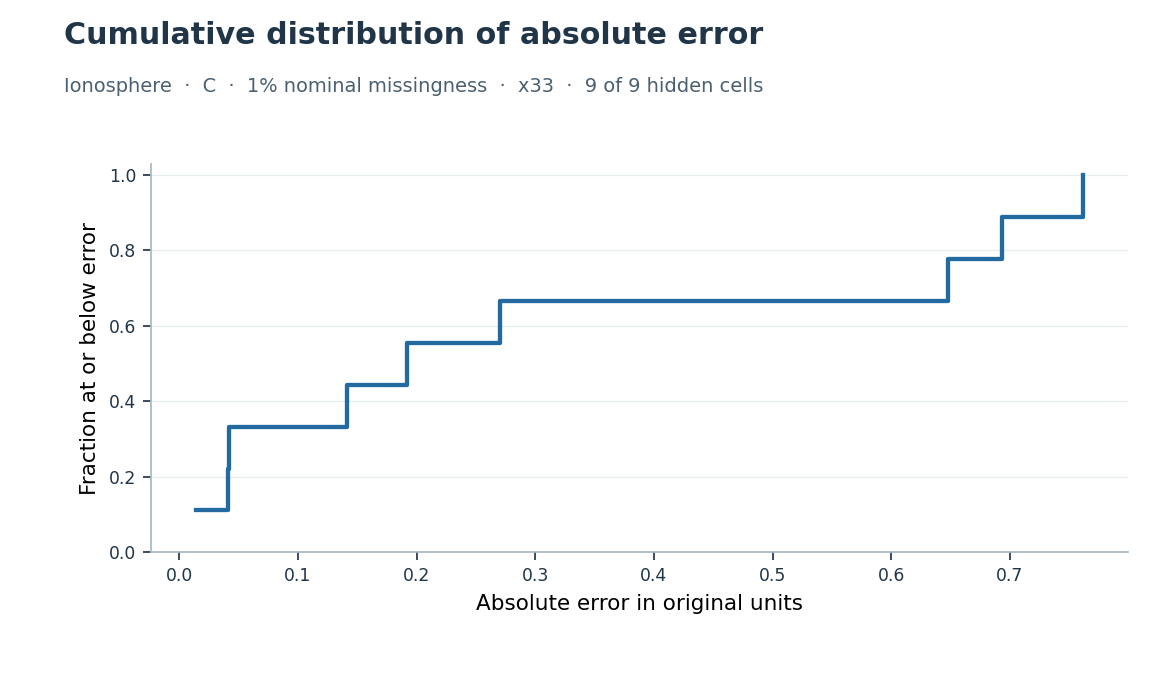 Cumulative distribution of absolute error
Ionosphere · C · 1% nominal missingness · x33 · 9 of 9 hidden cells
1.0
0.8
0.6
0.4
0.2
0.0
Fraction at or below error
0.0 0.1 0.2 0.3 0.4 0.5 0.6 0.7
Absolute error in original units